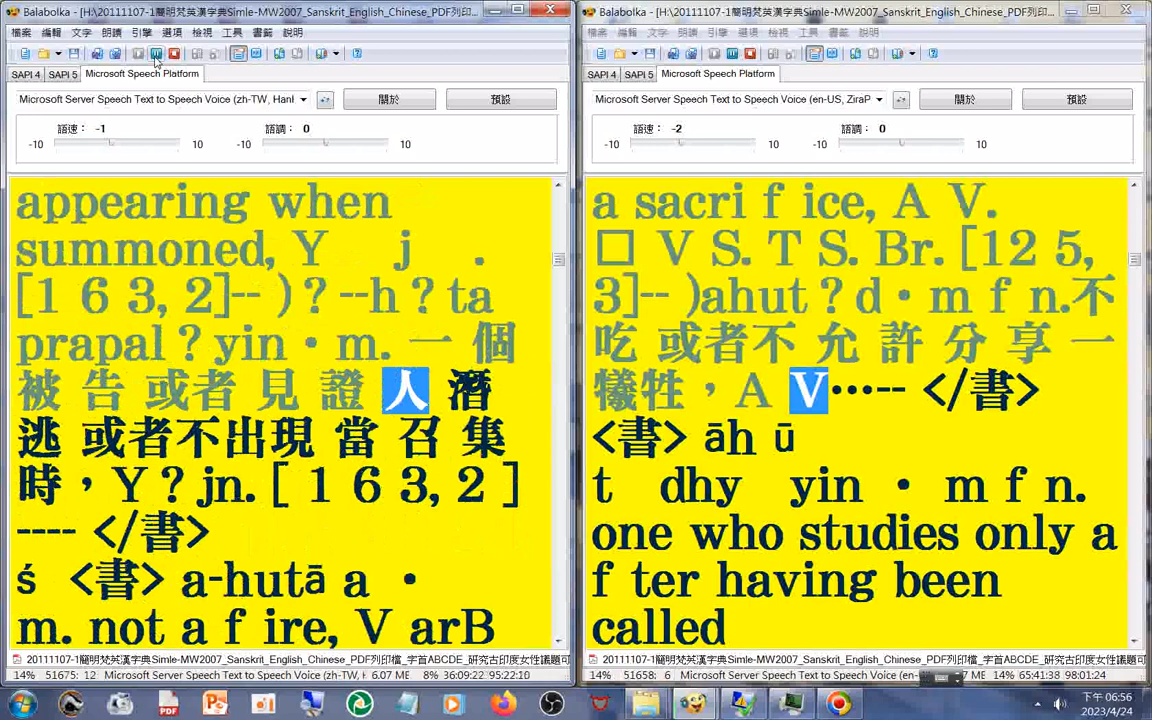 Balabolka - [H:\20111107-1簡明梵英漢字典Simle-MW2007_Sanskrit_English_Chinese_PDF列印...
檔案 編輯 文字 朗讀 引擎 選項 檢視 工具 書籤 說明
SAPI 4 SAPI 5 Microsoft Speech Platform
Microsoft Server Speech Text to Speech Voice (zh-TW, HanI
關於 預設
語速： -1 語調： 0
-10 10 -10 10
appearing when
summoned, Y j .
[1 6 3, 2]-- )？--h？ta
prapal？yin•m. 一 個
被 告 或者 見 證 人 潛
逃 或者不出現 當 召 集
時，Y？jn. [ 1 6 3, 2 ]
---- </書>
ś <書> a-hutā a •
m. not a f ire, V arB
20111107-1簡明梵英漢字典Simle-MW2007_Sanskrit_English_Chinese_PDF列印檔_字首ABCDE_研究古印度女性議題可
14% 51675: 12 Microsoft Server Speech Text to Speech Voice (zh-TW, 6.07 MB 8% 36:09:22 95:22:10
Balabolka - [H:\20111107-1簡明梵英漢字典Simle-MW2007_Sanskrit_English_Chinese_PDF列印...
檔案 編輯 文字 朗讀 引擎 選項 檢視 工具 書籤 說明
SAPI 4 SAPI 5 Microsoft Speech Platform
Microsoft Server Speech Text to Speech Voice (en-US, ZiraP
關於 預設
語速： -2 語調： 0
-10 10 -10 10
a sacri f ice, A V.
□ V S. T S. Br. [12 5,
3]-- )ahut？d•m f n.不
吃 或者不 允 許 分 享 一
犧牲，A V…-- </書>
<書> āh ū
t dhy yin • m f n.
one who studies only a
f ter having been
called
20111107-1簡明梵英漢字典Simle-MW2007_Sanskrit_English_Chinese_PDF列印檔_字首ABCDE_研究古印度女性議題可
14% 51658: 6 Microsoft Server Speech Text to Speech Voice (en-US, 7 MB 14% 65:41:38 98:01:24
下午 06:56
2023/4/24